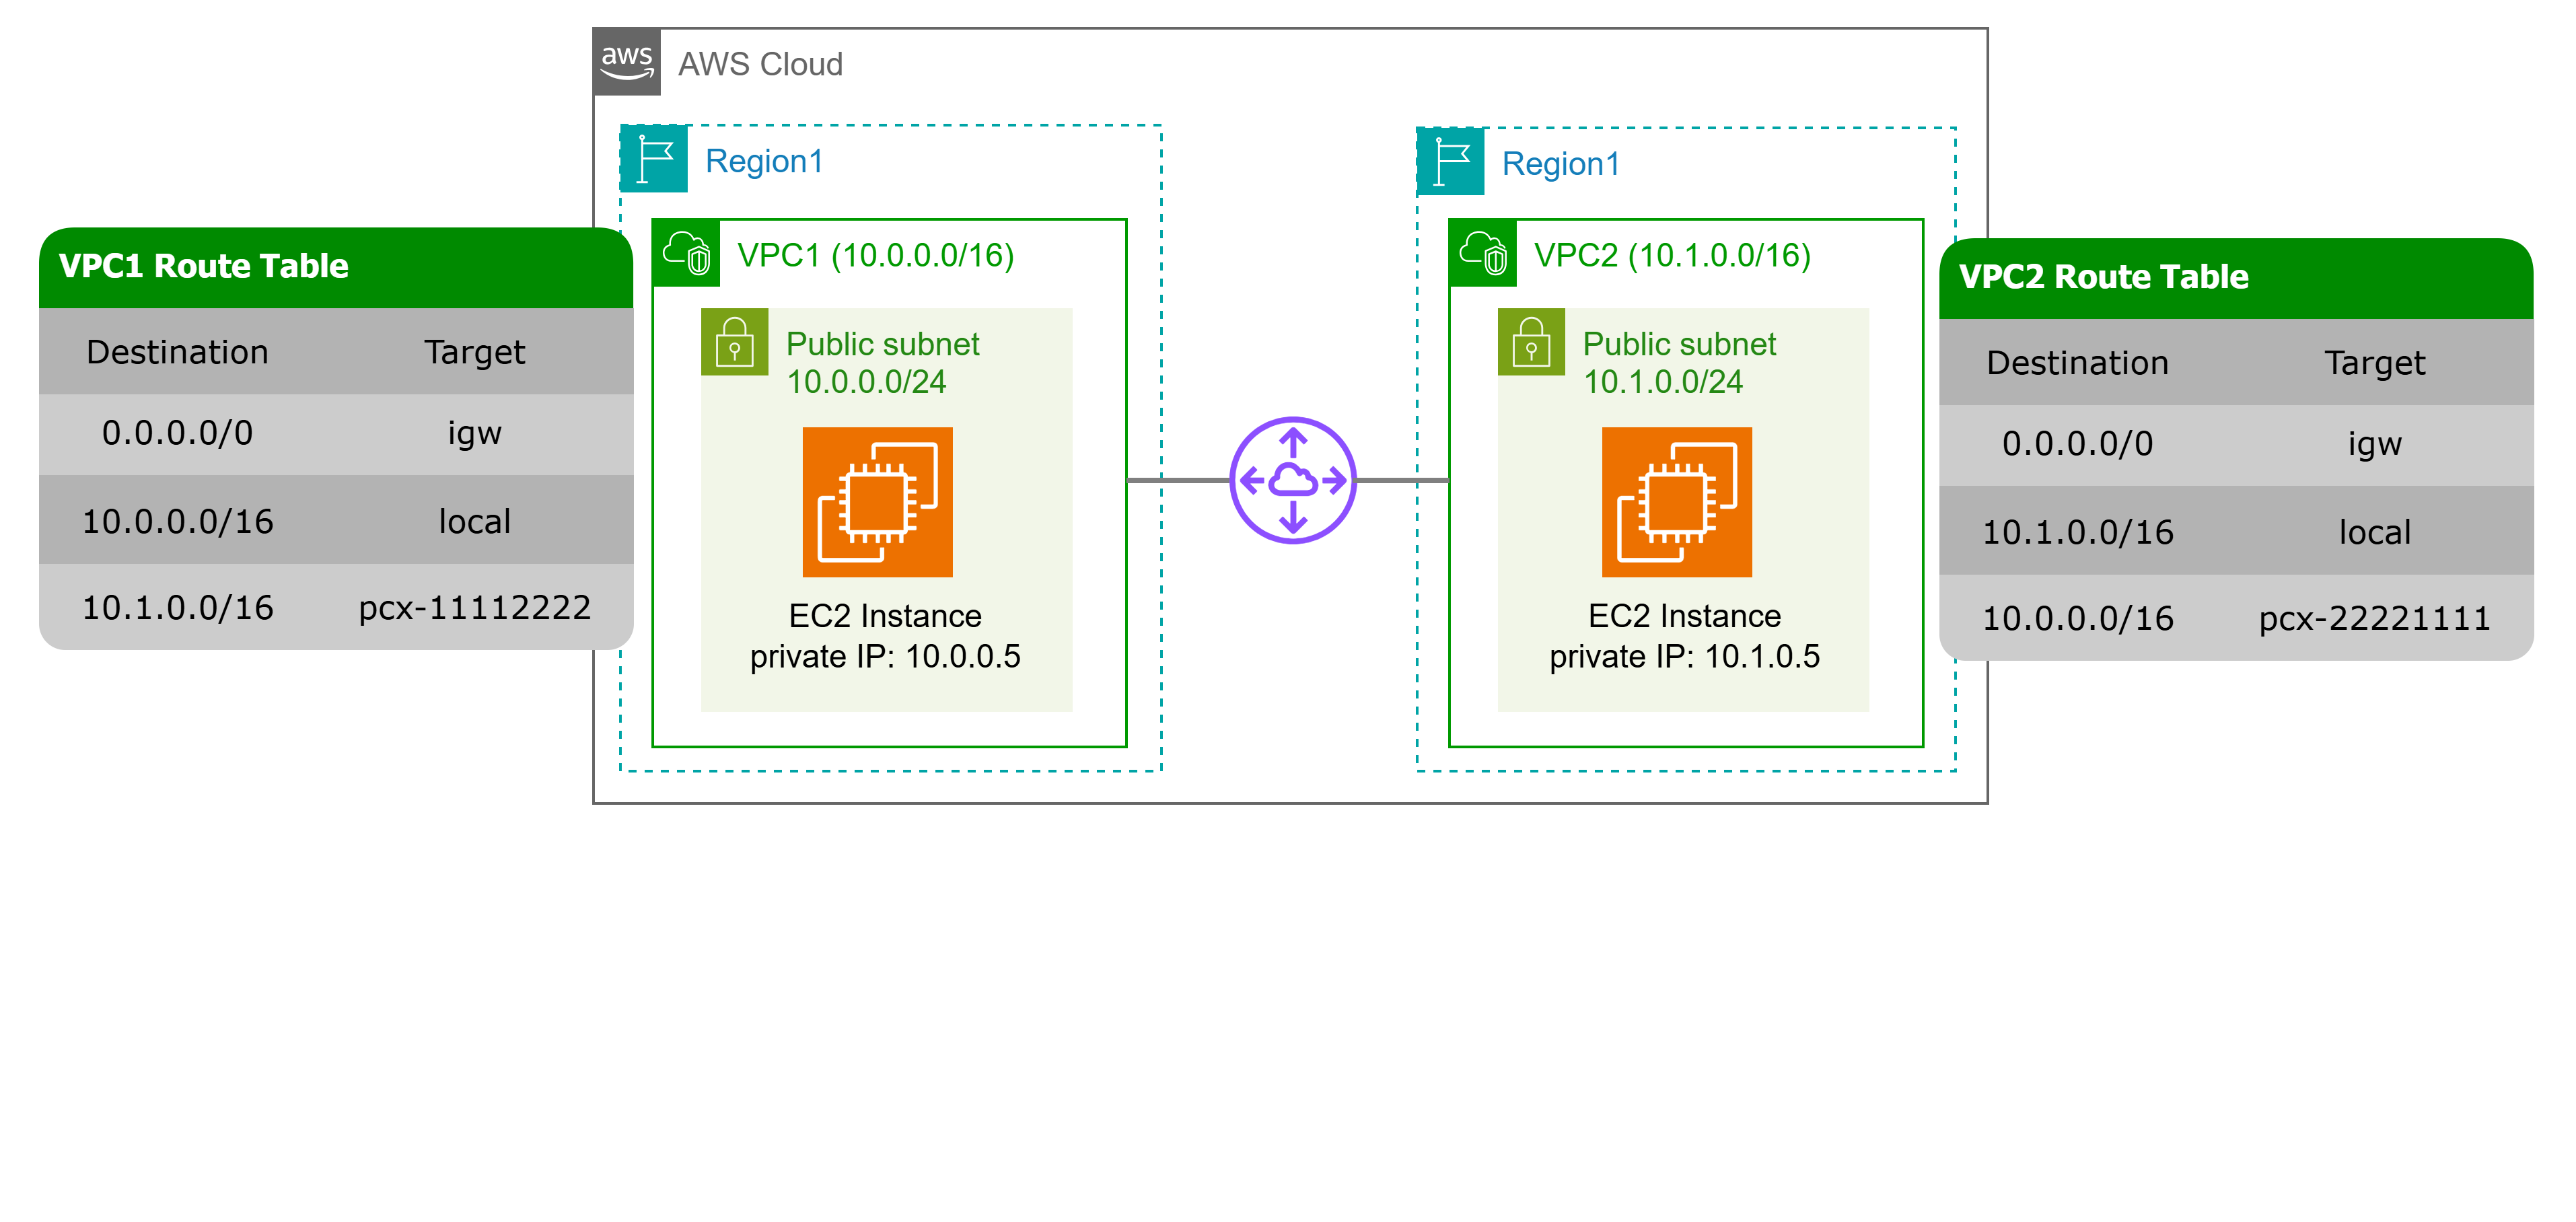 aws
AWS Cloud
Region1
Region1
VPC1 Route Table
Destination Target
0.0.0.0/0 igw
10.0.0.0/16 local
10.1.0.0/16 pcx-11112222
VPC1 (10.0.0.0/16)
Public subnet
10.0.0.0/24
EC2 Instance
private IP: 10.0.0.5
VPC2 (10.1.0.0/16)
Public subnet
10.1.0.0/24
EC2 Instance
private IP: 10.1.0.5
VPC2 Route Table
Destination Target
0.0.0.0/0 igw
10.1.0.0/16 local
10.0.0.0/16 pcx-22221111